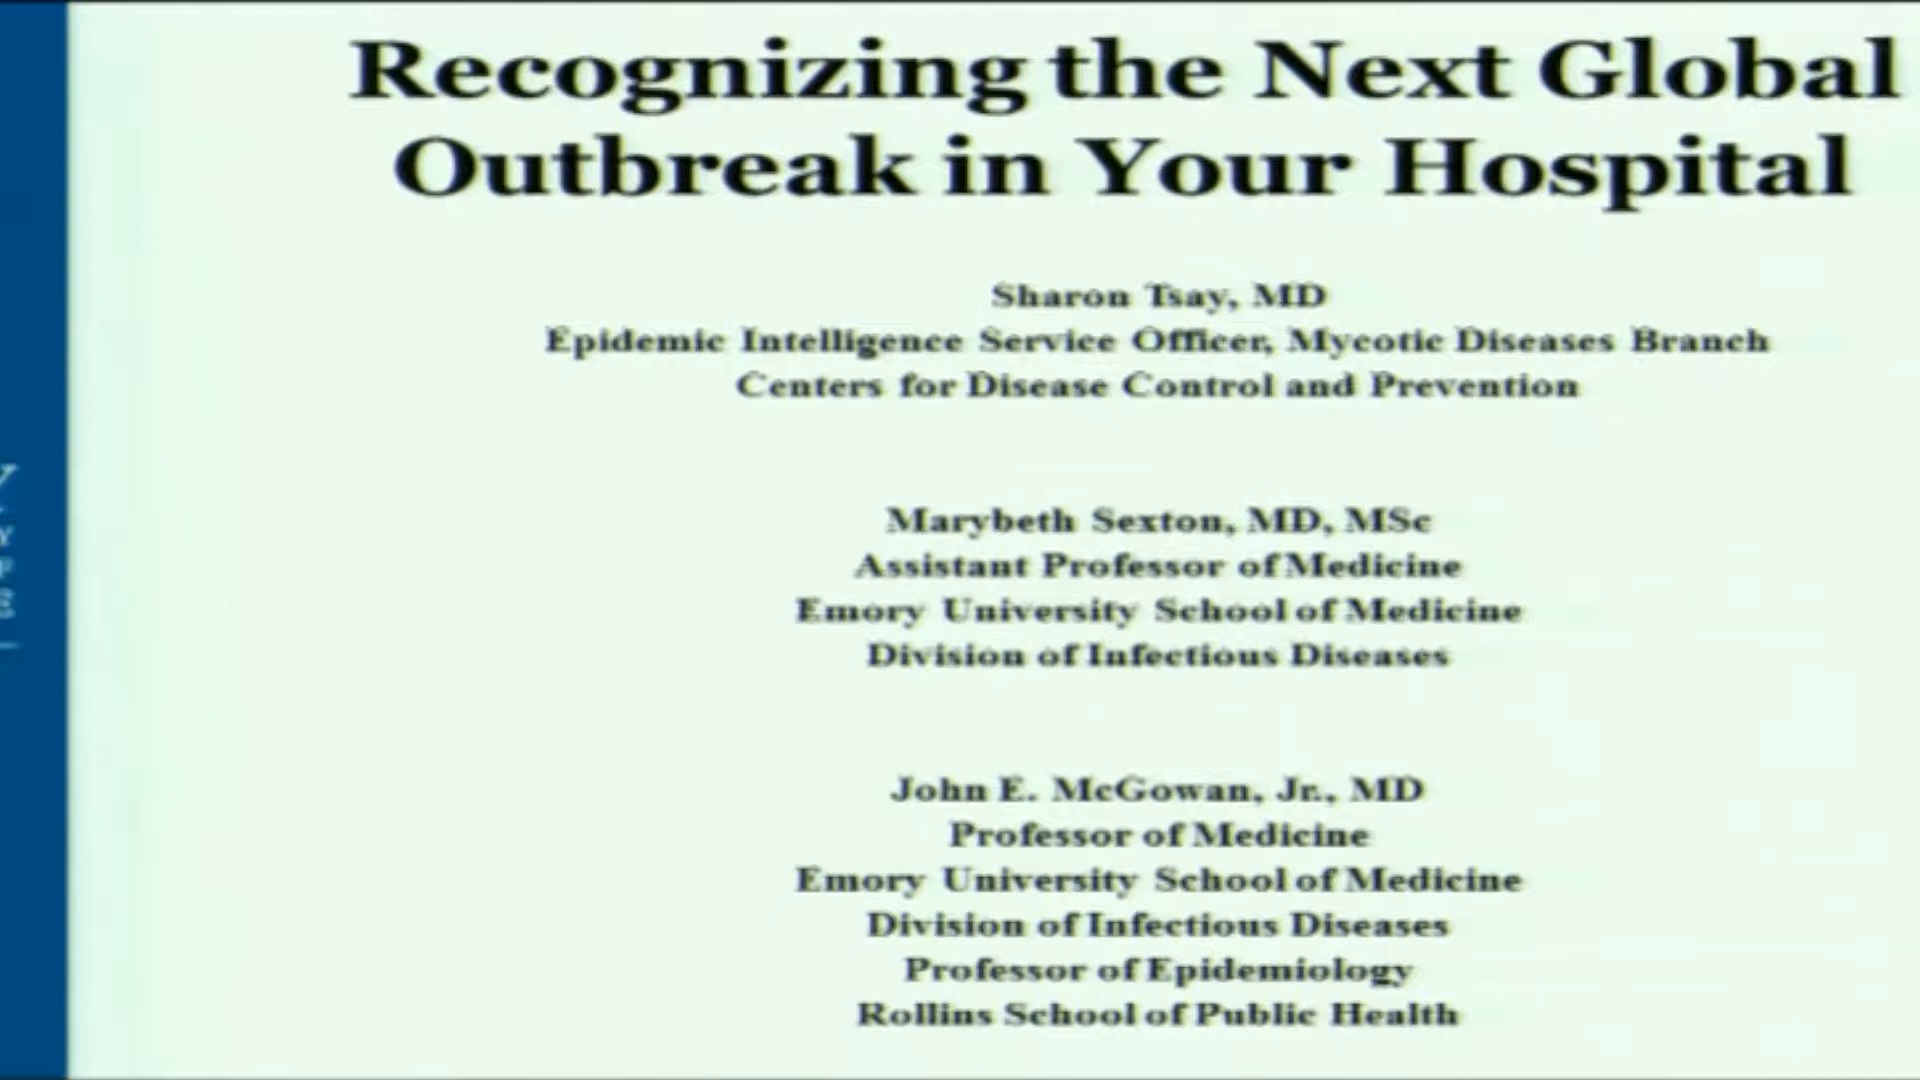 Recognizing the Next Global
Outbreak in Your Hospital
Sharon Tsay, MD
Epidemic Intelligence Service Officer, Mycotic Diseases Branch
Centers for Disease Control and Prevention
Marybeth Sexton, MD, MSc
Assistant Professor of Medicine
Emory University School of Medicine
Division of Infectious Diseases
John E. McGowan, Jr., MD
Professor of Medicine
Emory University School of Medicine
Division of Infectious Diseases
Professor of Epidemiology
Rollins School of Public Health